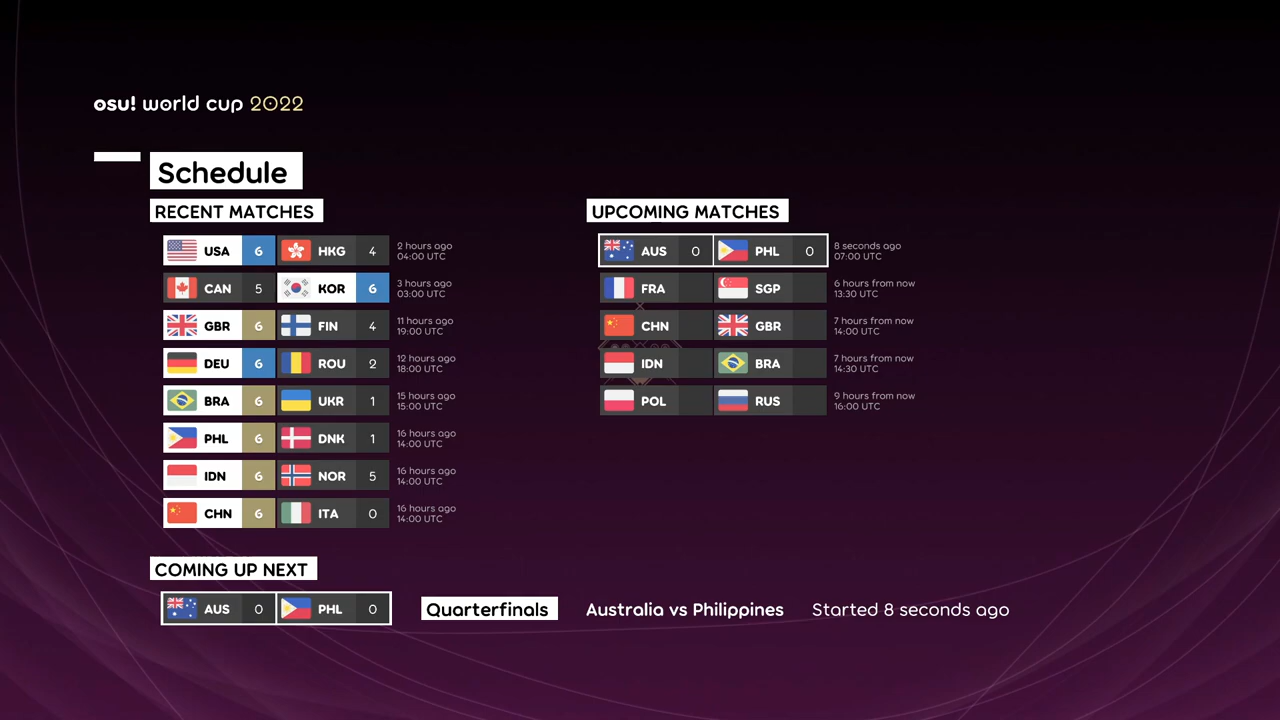 osu! world cup 2022
Schedule
RECENT MATCHES
USA 6 HKG 4 2 hours ago 04:00 UTC
CAN 5 KOR 6 3 hours ago 03:00 UTC
GBR 6 FIN 4 11 hours ago 19:00 UTC
DEU 6 ROU 2 12 hours ago 18:00 UTC
BRA 6 UKR 1 15 hours ago 15:00 UTC
PHL 6 DNK 1 16 hours ago 14:00 UTC
IDN 6 NOR 5 16 hours ago 14:00 UTC
CHN 6 ITA 0 16 hours ago 14:00 UTC
UPCOMING MATCHES
AUS 0 PHL 0 8 seconds ago 07:00 UTC
FRA SGP 6 hours from now 13:30 UTC
CHN GBR 7 hours from now 14:00 UTC
IDN BRA 7 hours from now 14:30 UTC
POL RUS 9 hours from now 16:00 UTC
COMING UP NEXT
AUS 0 PHL 0 Quarterfinals Australia vs Philippines Started 8 seconds ago